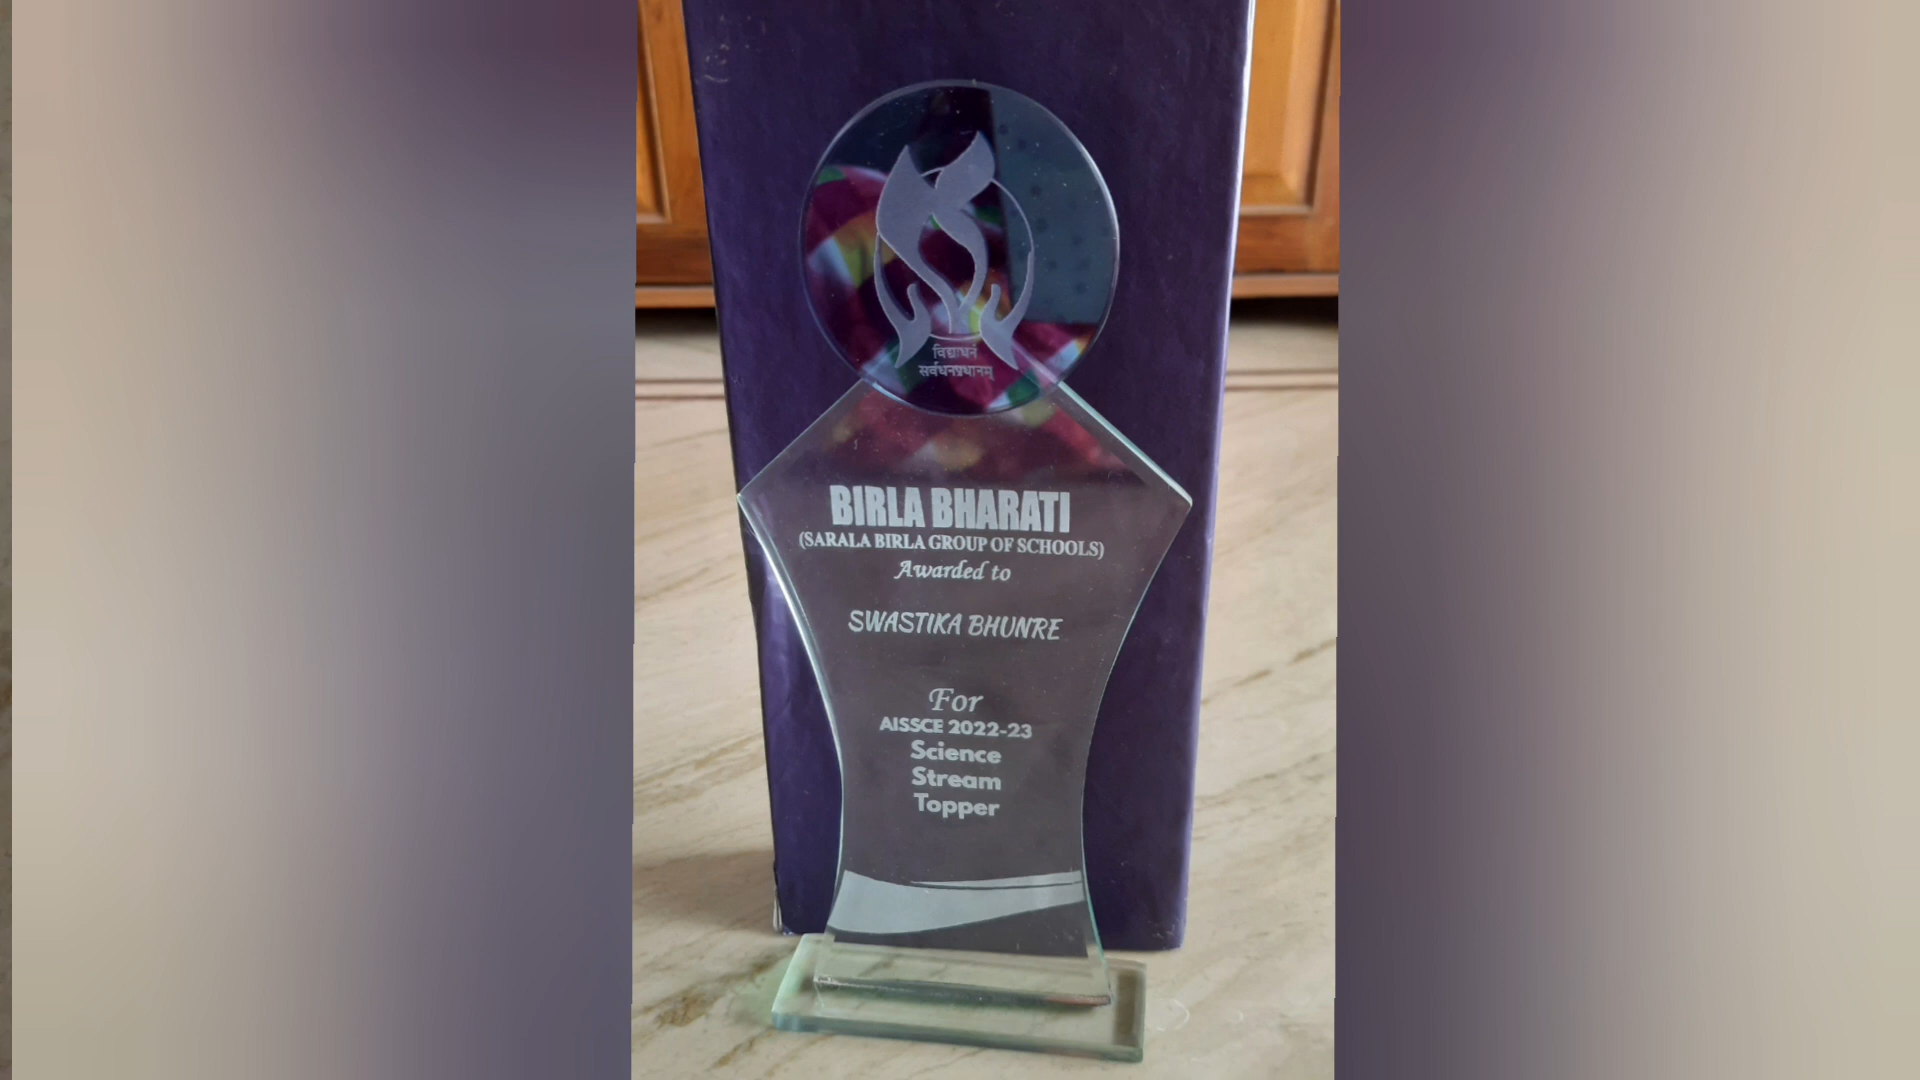 विद्याधनं
सर्वधनप्रधानम्
BIRLA BHARATI
(SARALA BIRLA GROUP OF SCHOOLS)
Awarded to
SWASTIKA BHUNRE
For
AISSCE 2022-23
Science
Stream
Topper